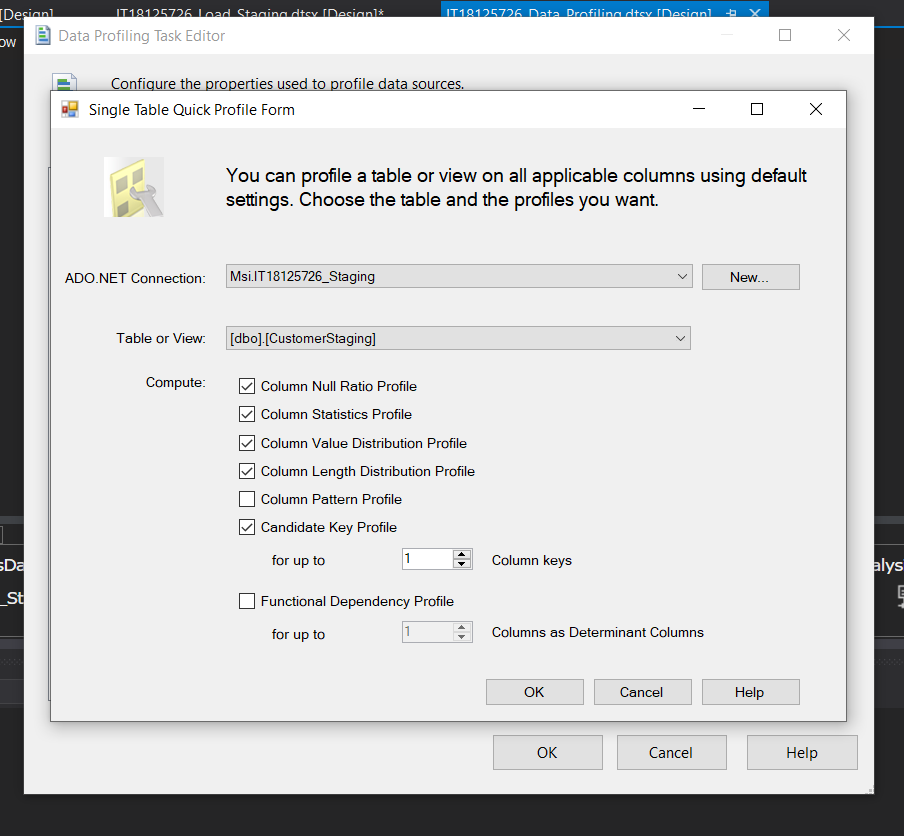 [Design] IT18125726_Load_Staging.dtsx [Design]* IT18125726_Data_Profiling.dtsx [Design]
ow
Data Profiling Task Editor
Configure the properties used to profile data sources.
Single Table Quick Profile Form
You can profile a table or view on all applicable columns using default
settings. Choose the table and the profiles you want.
ADO.NET Connection: Msi.IT18125726_Staging New...
Table or View: [dbo].[CustomerStaging]
Compute:
Column Null Ratio Profile
Column Statistics Profile
Column Value Distribution Profile
Column Length Distribution Profile
Column Pattern Profile
Candidate Key Profile
for up to 1 Column keys
sDa alys
_St
Functional Dependency Profile
for up to 1 Columns as Determinant Columns
OK Cancel Help
OK Cancel Help